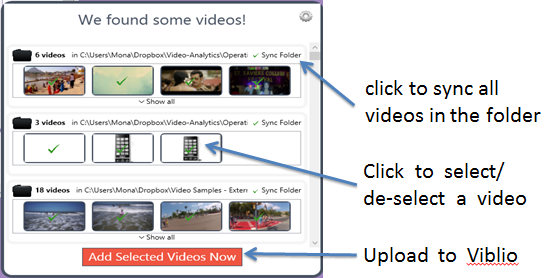 We found some videos!
6 videos in C:\Users\Mona\Dropbox\Video-Analytics\Operati Sync Folder
Show all
click to sync all
videos in the folder
3 videos in C:\Users\Mona\Dropbox\Video-Analytics\Operati Sync Folder
Click to select/
de-select a video
18 videos in C:\Users\Mona\Dropbox\Video Samples - Exter Sync Folder
Show all
Add Selected Videos Now
Upload to Viblio